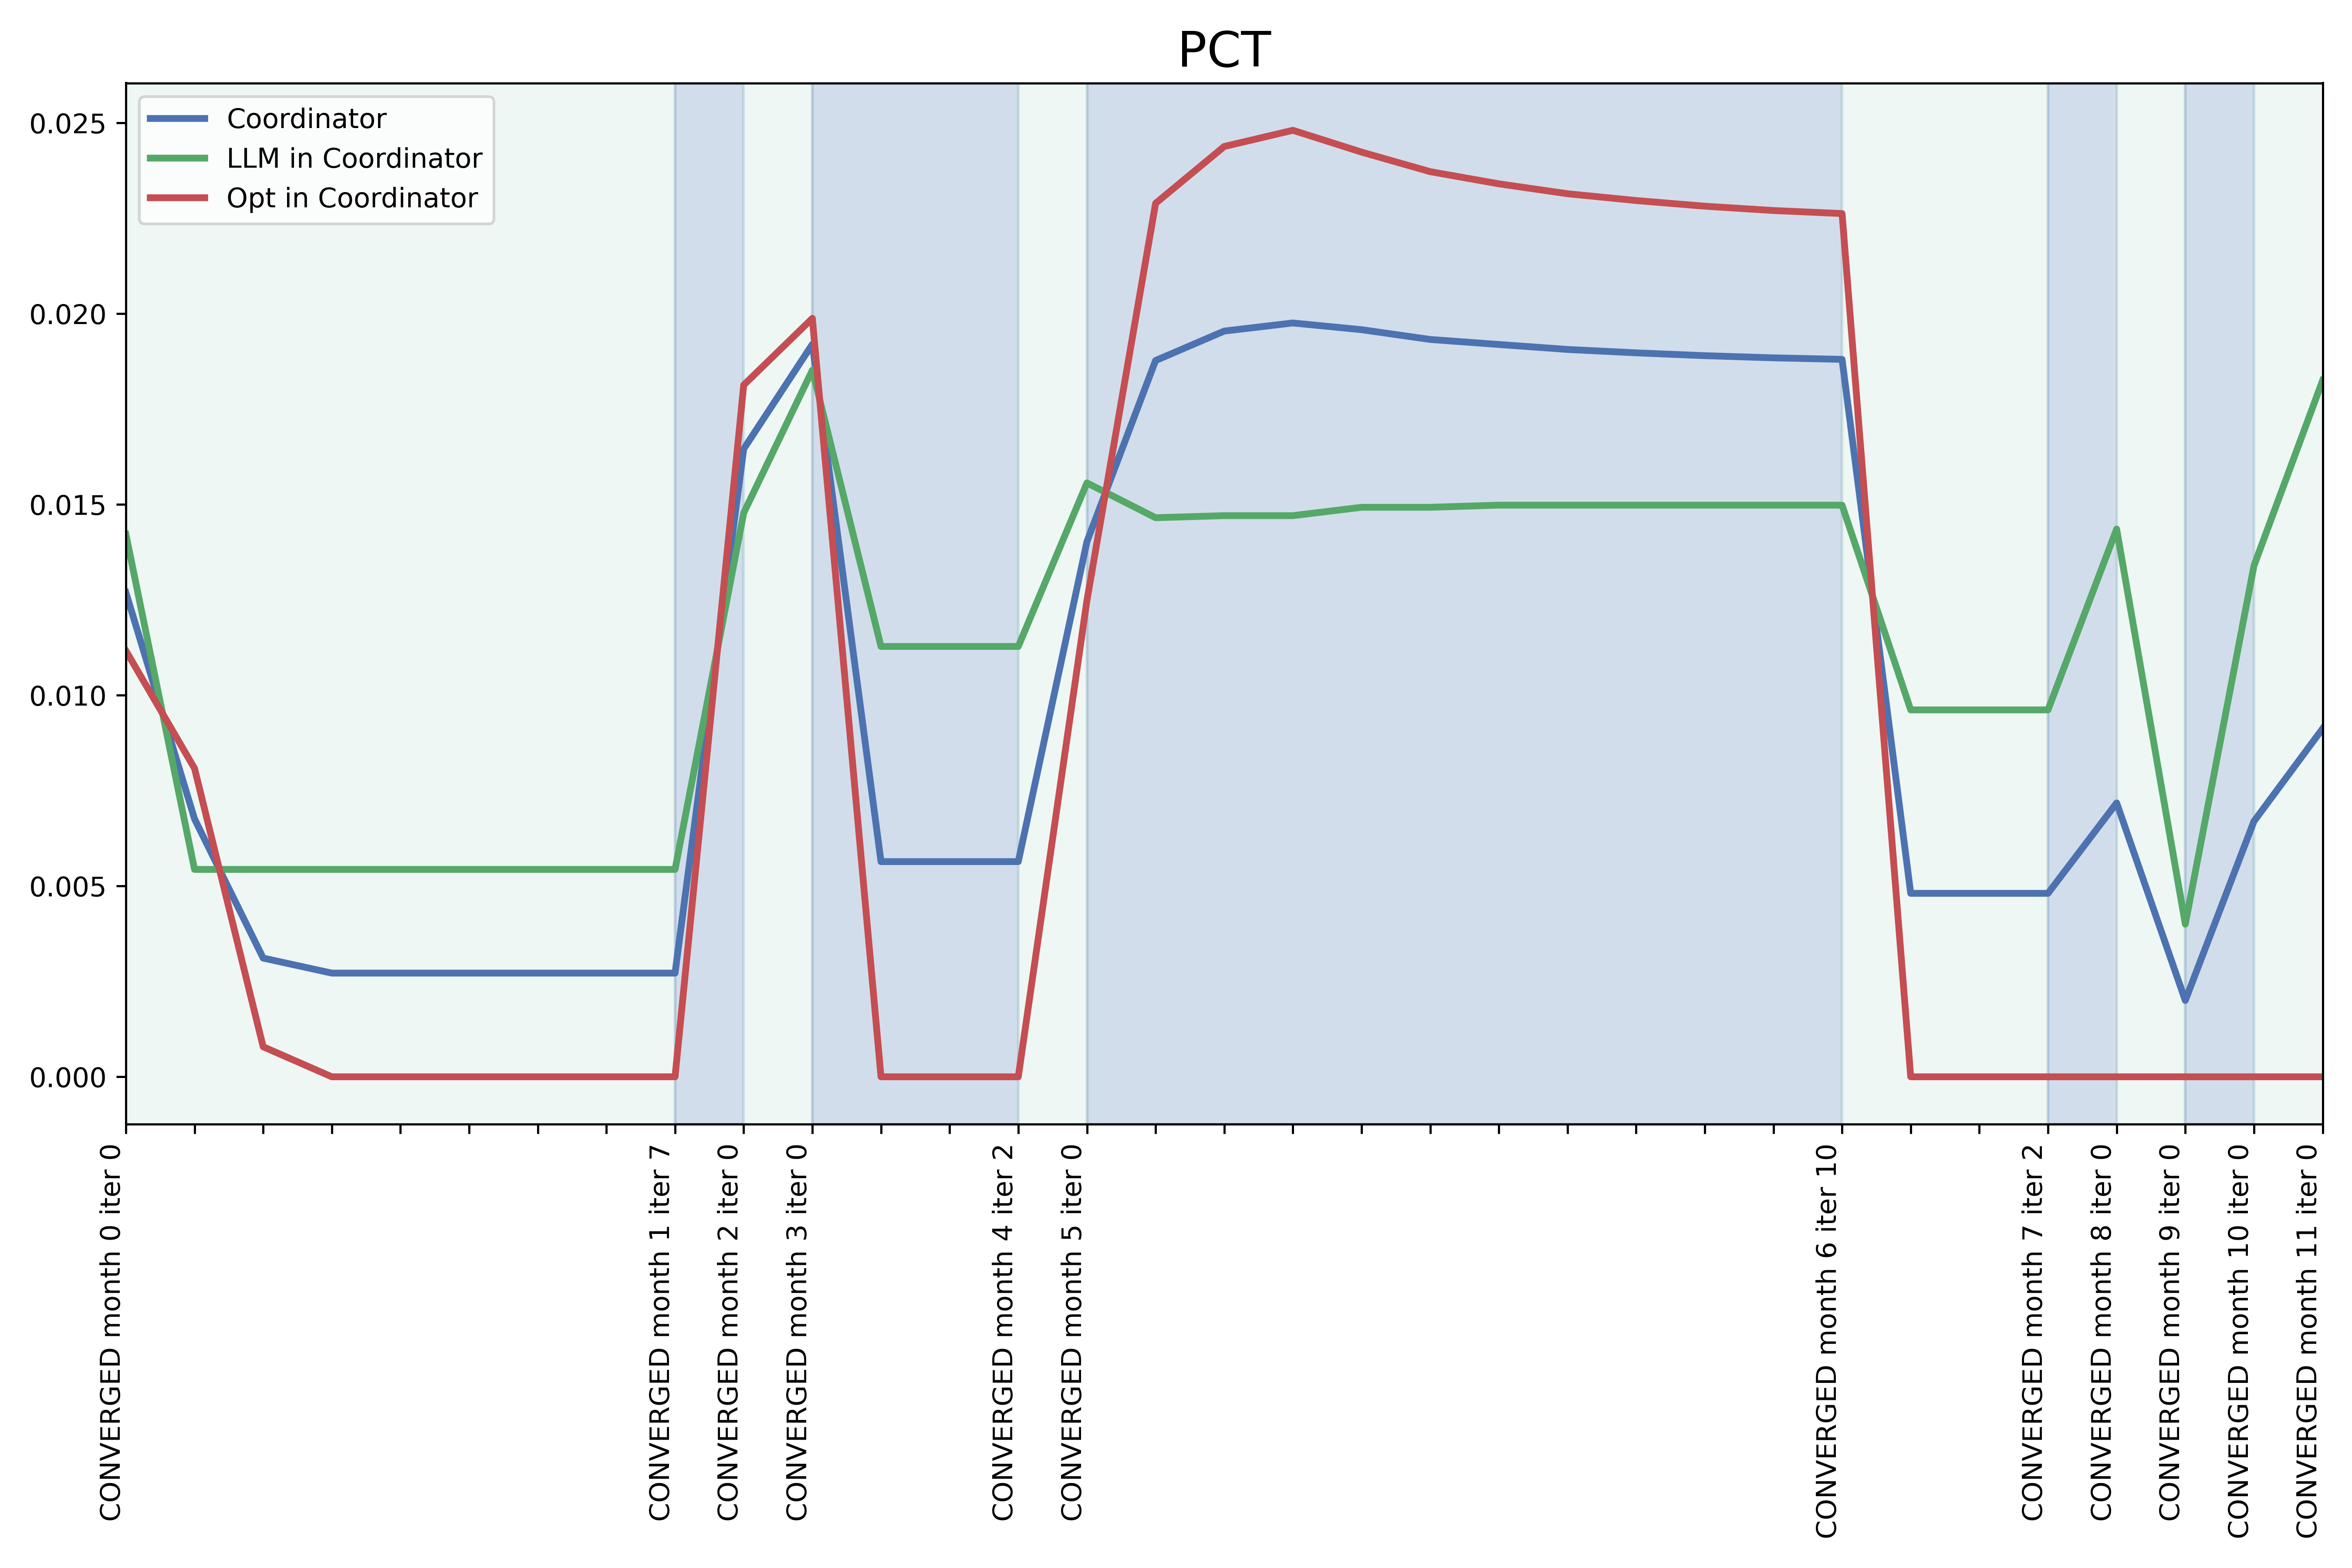 PCT
Coordinator
LLM in Coordinator
Opt in Coordinator
0.025
0.020
0.015
0.010
0.005
0.000
CONVERGED month 0 iter 0
CONVERGED month 1 iter 7
CONVERGED month 2 iter 0
CONVERGED month 3 iter 0
CONVERGED month 4 iter 2
CONVERGED month 5 iter 0
CONVERGED month 6 iter 10
CONVERGED month 7 iter 2
CONVERGED month 8 iter 0
CONVERGED month 9 iter 0
CONVERGED month 10 iter 0
CONVERGED month 11 iter 0